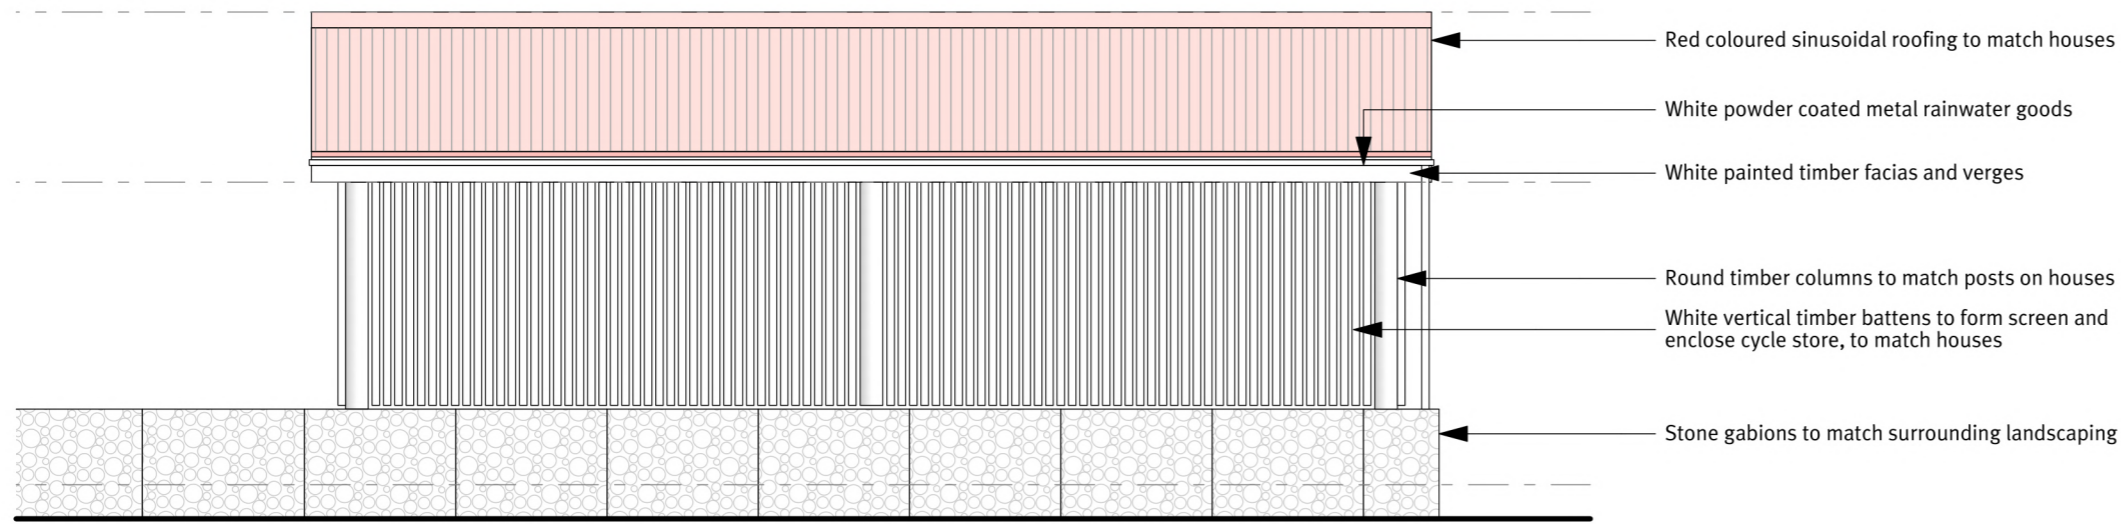 Red coloured sinusoidal roofing to match houses
White powder coated metal rainwater goods
White painted timber facias and verges
Round timber columns to match posts on houses
White vertical timber battens to form screen and
enclose cycle store, to match houses
Stone gabions to match surrounding landscaping